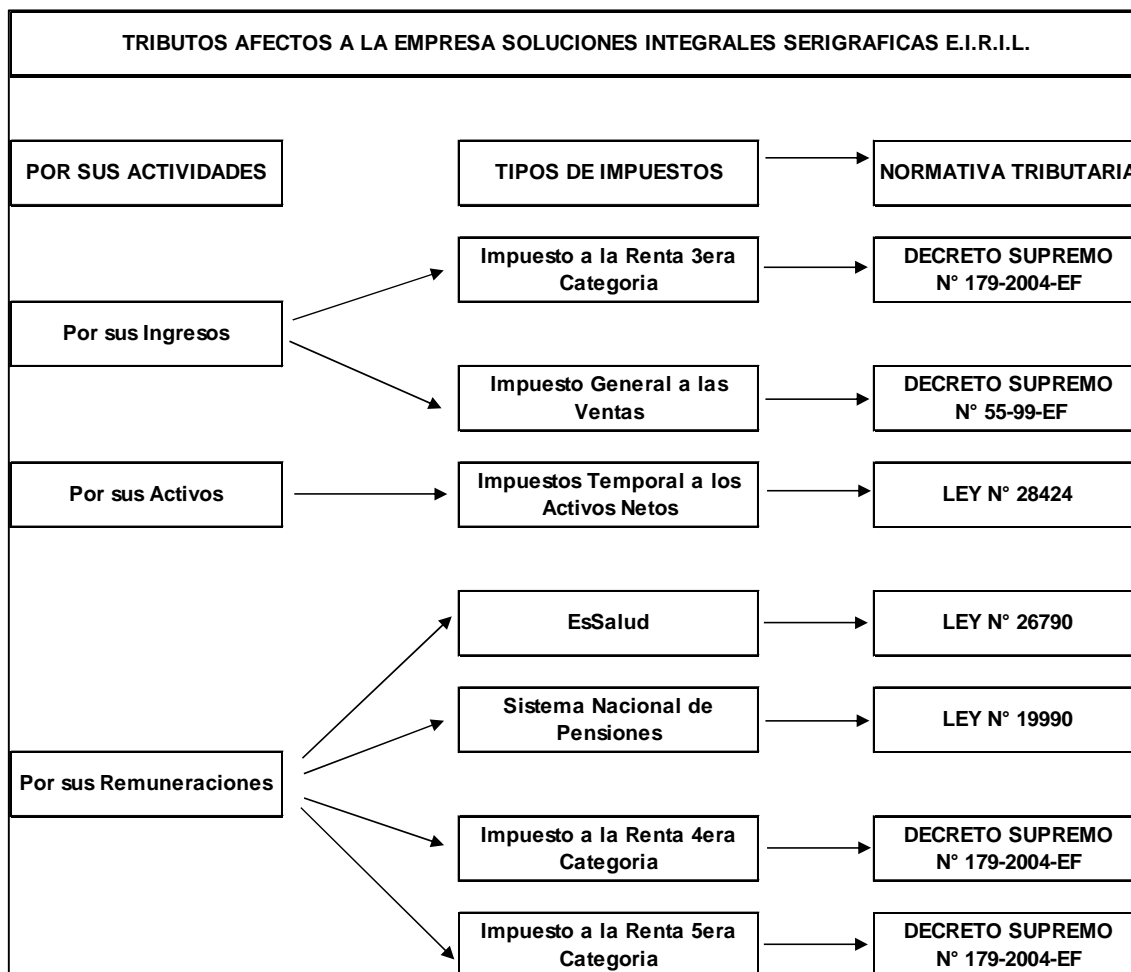 TRIBUTOS AFECTOS A LA EMPRESA SOLUCIONES INTEGRALES SERIGRAFICAS E.I.R.I.L.
POR SUS ACTIVIDADES
TIPOS DE IMPUESTOS
NORMATIVA TRIBUTARIA
Por sus Ingresos
Impuesto a la Renta 3era
Categoria
DECRETO SUPREMO
N° 179-2004-EF
Impuesto General a las
Ventas
DECRETO SUPREMO
N° 55-99-EF
Por sus Activos
Impuestos Temporal a los
Activos Netos
LEY N° 28424
Por sus Remuneraciones
EsSalud
LEY N° 26790
Sistema Nacional de
Pensiones
LEY N° 19990
Impuesto a la Renta 4era
Categoria
DECRETO SUPREMO
N° 179-2004-EF
Impuesto a la Renta 5era
Categoria
DECRETO SUPREMO
N° 179-2004-EF